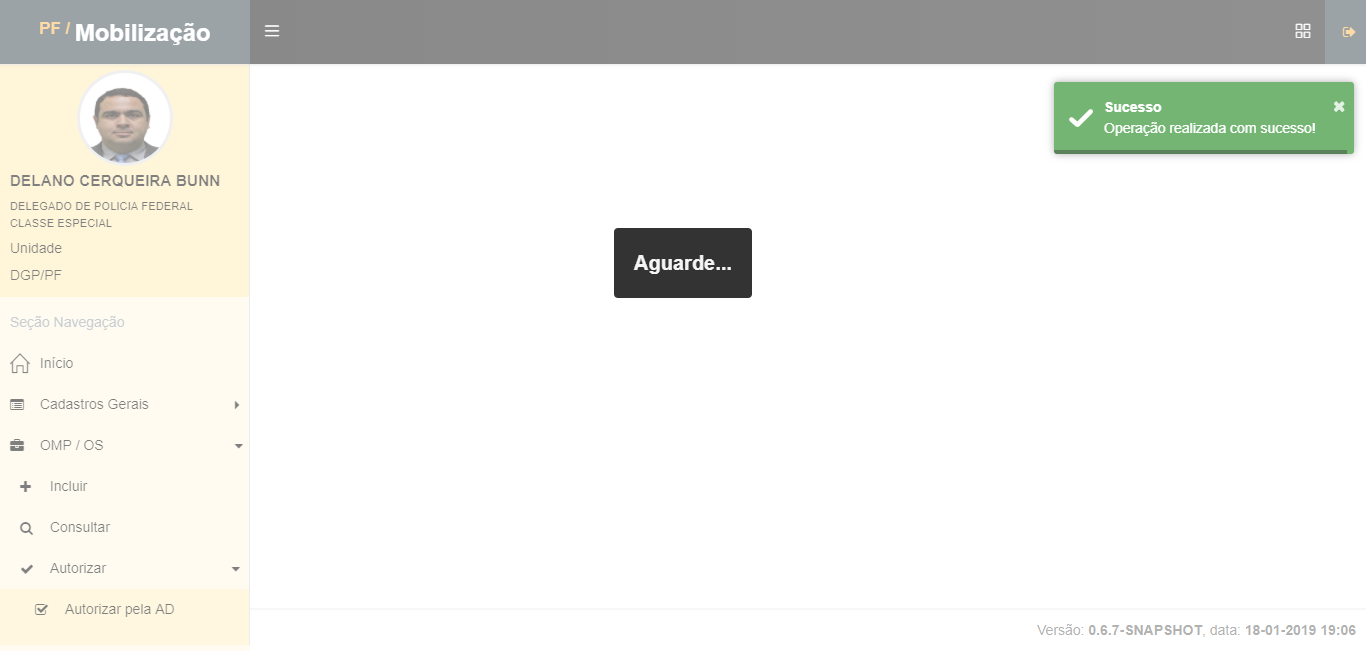 PF / Mobilização
Sucesso
Operação realizada com sucesso!
DELANO CERQUEIRA BUNN
DELEGADO DE POLICIA FEDERAL
CLASSE ESPECIAL
Unidade
DGP/PF
Aguarde...
Seção Navegação
Início
Cadastros Gerais
OMP / OS
Incluir
Consultar
Autorizar
Autorizar pela AD
Versão: 0.6.7-SNAPSHOT, data: 18-01-2019 19:06